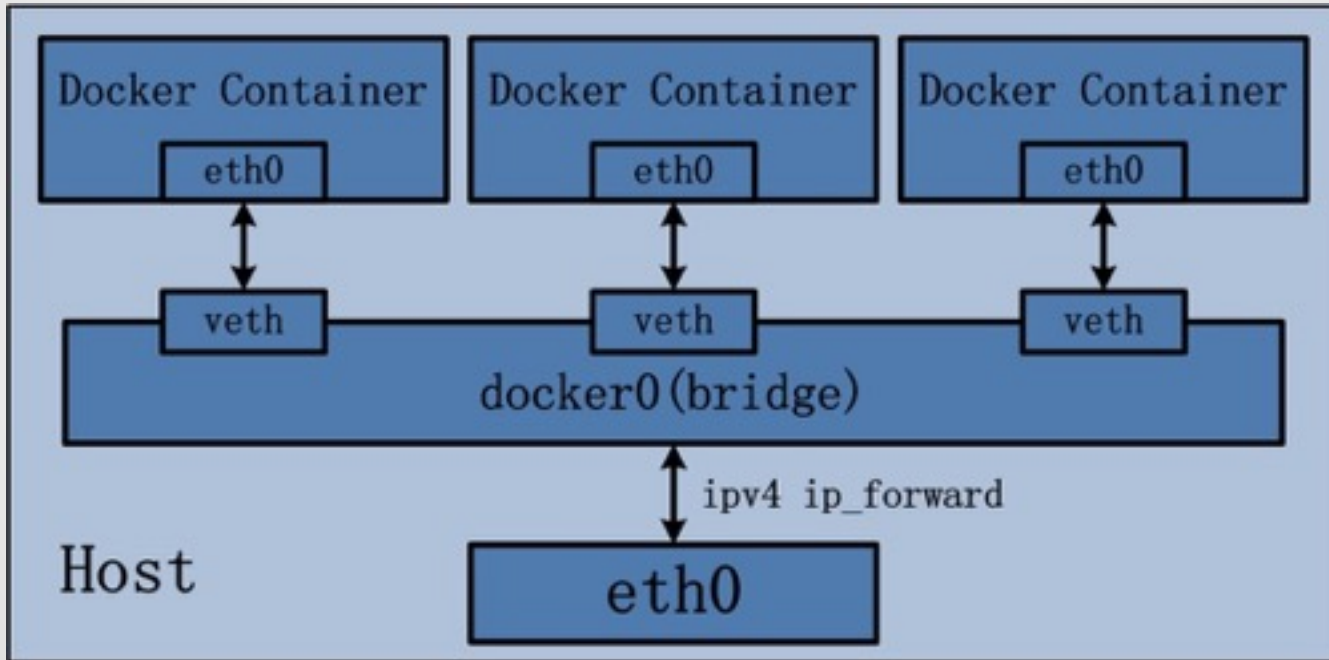 Docker Container
Docker Container
Docker Container
eth0
eth0
eth0
veth
veth
veth
docker0(bridge)
ipv4 ip_forward
Host
eth0